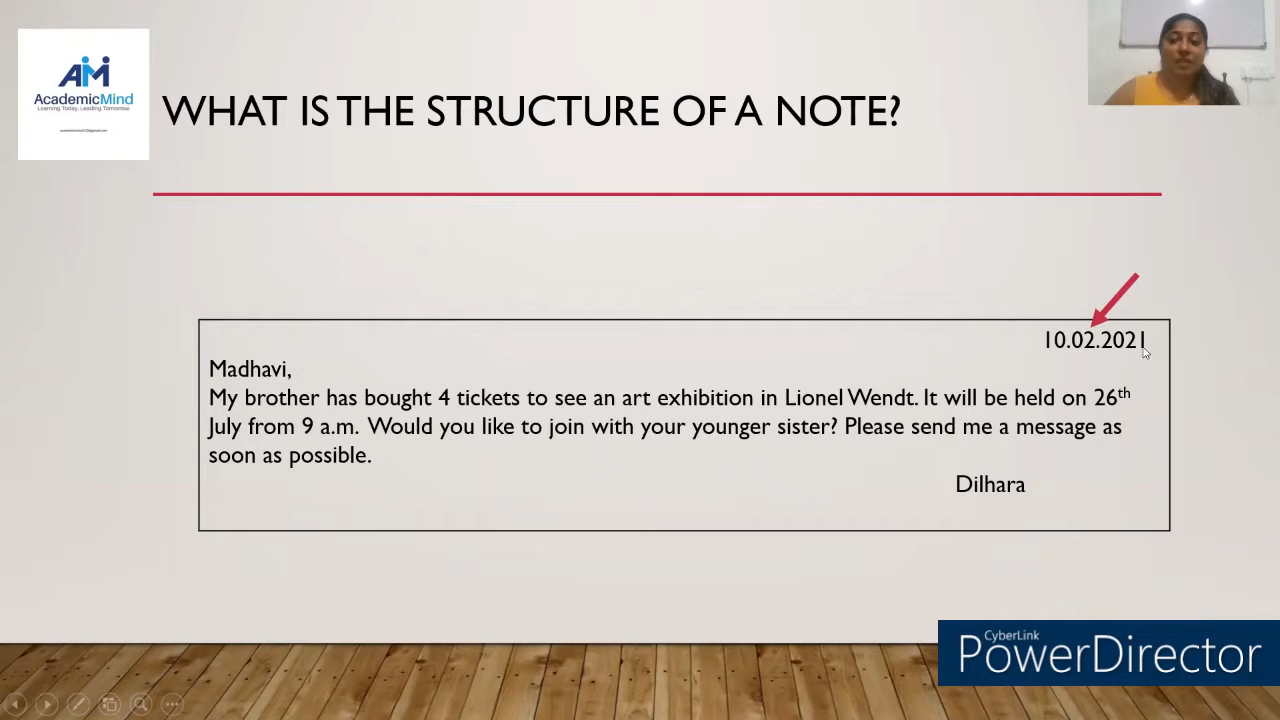 AcademicMind
Learning Today, Leading Tomorrow.
WHAT IS THE STRUCTURE OF A NOTE?
10.02.2021
Madhavi,
My brother has bought 4 tickets to see an art exhibition in Lionel Wendt. It will be held on 26th
July from 9 a.m. Would you like to join with your younger sister? Please send me a message as
soon as possible.
Dilhara
CyberLink
PowerDirector